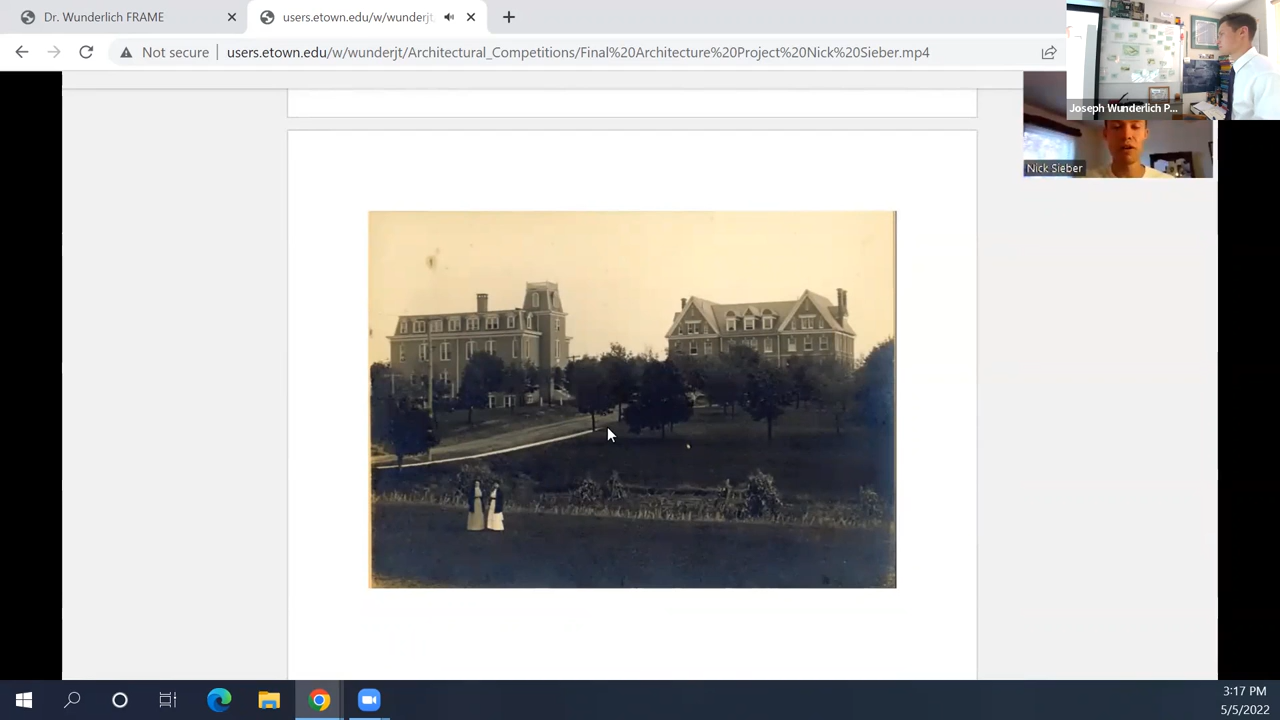 Dr. Wunderlich FRAME
users.etown.edu/w/wunderjt
Not secure
users.etown.edu/w/wunderjt/Architectural_Competitions/Final%20Architecture%20Project%20Nick%20Sieber.mp4
Joseph Wunderlich P...
Nick Sieber
3:17 PM
5/5/2022